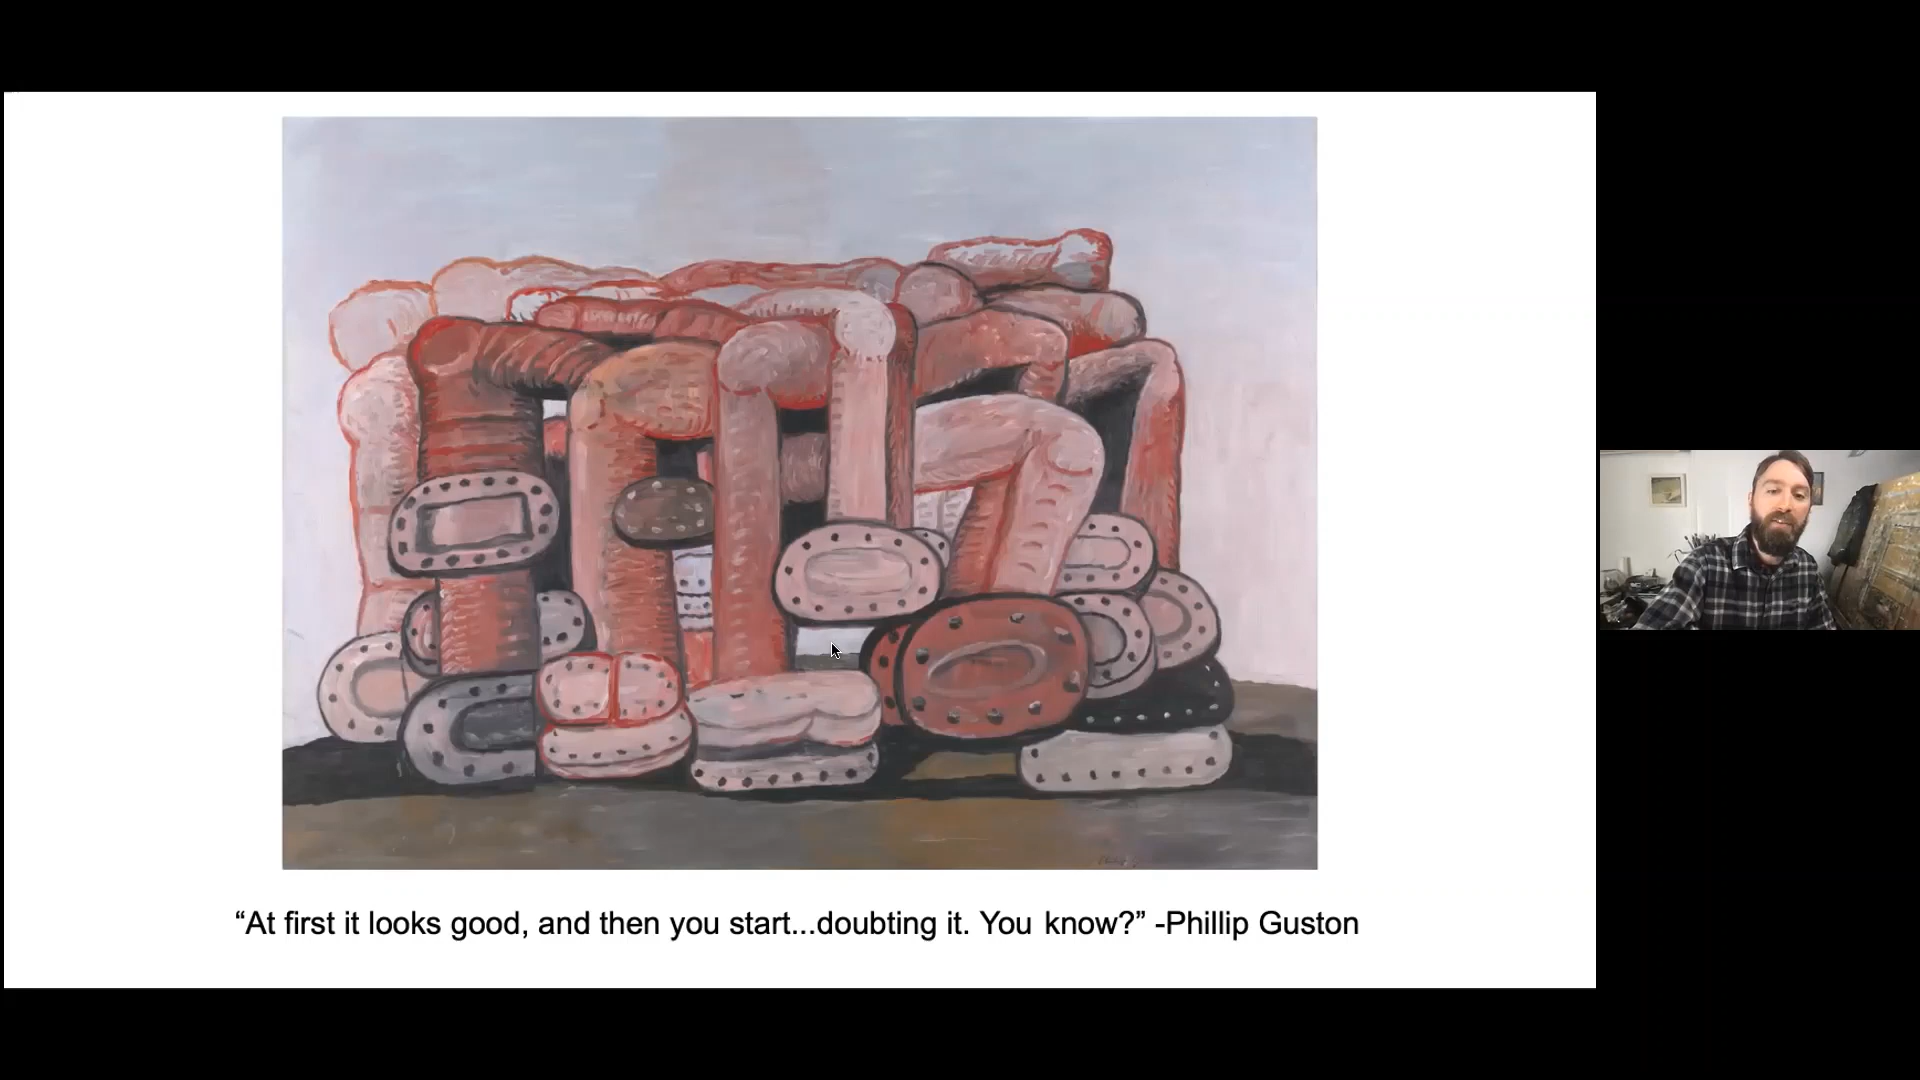 “At first it looks good, and then you start...doubting it. You know?” -Phillip Guston